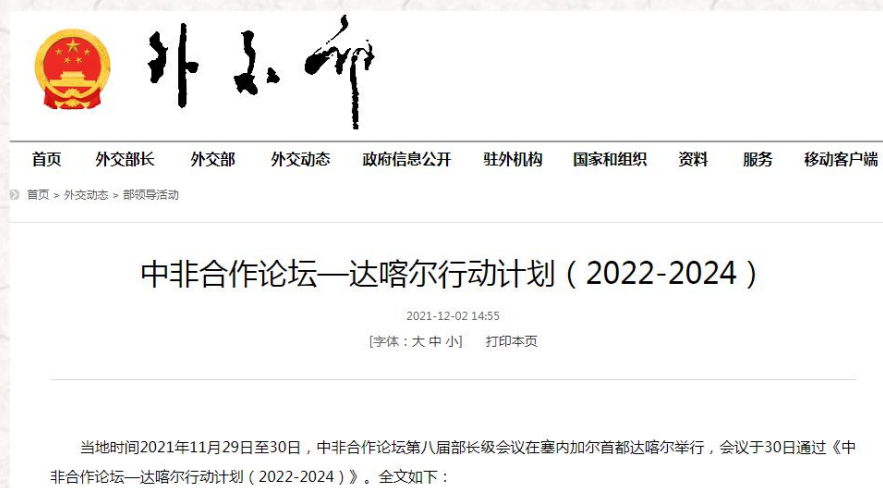 外交部
首页 外交部长 外交部 外交动态 政府信息公开 驻外机构 国家和组织 资料 服务 移动客户端
首页 > 外交动态 > 部领导活动
中非合作论坛—达喀尔行动计划（2022-2024）
2021-12-02 14:55
[字体：大 中 小] 打印本页
当地时间2021年11月29日至30日，中非合作论坛第八届部长级会议在塞内加尔首都达喀尔举行，会议于30日通过《中
非合作论坛—达喀尔行动计划（2022-2024）》。全文如下：